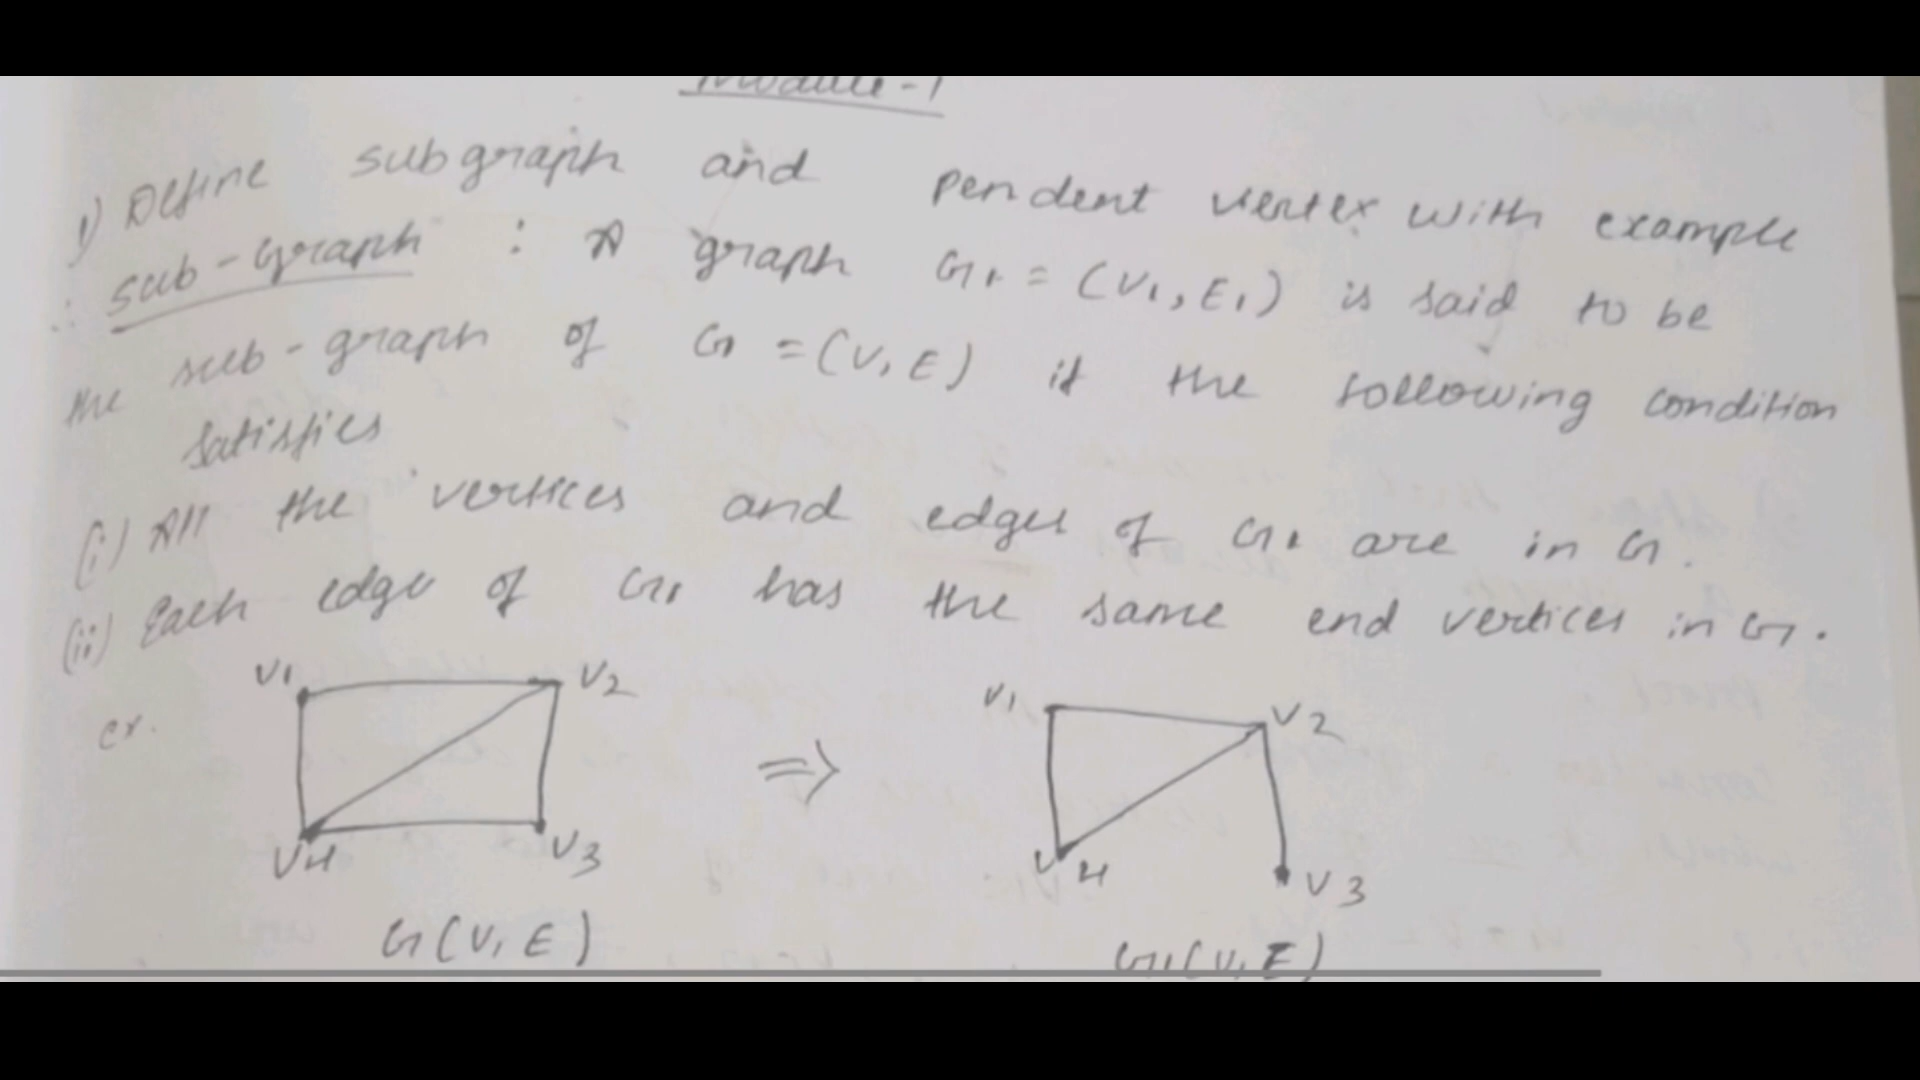 Module-1
1) Define subgraph and pendent vertex with example
∴ Sub-Graph : A graph G1 = (V1, E1) is said to be
the sub-graph of G = (V, E) if the following condition
satisfies
(i) All the vertices and edges of G1 are in G.
(ii) Each edge of G1 has the same end vertices in G.
ex.
V1 V2 ⇒ V1 V2
V4 V3 V4 V3
G(V, E) G1(V, E)